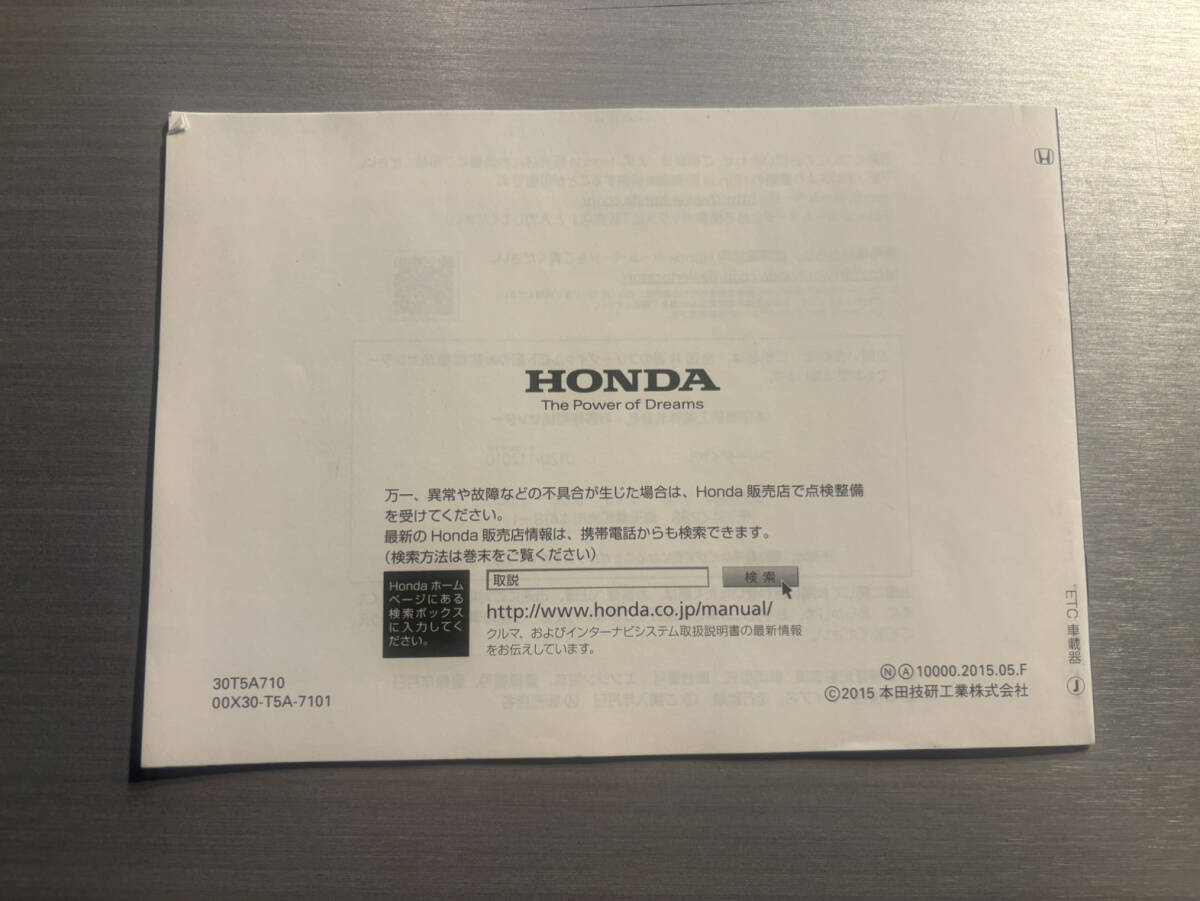 HONDA
The Power of Dreams
万一、異常や故障などの不具合が生じた場合は、Honda 販売店で点検整備
を受けてください。
最新の Honda 販売店情報は、携帯電話からも検索できます。
(検索方法は巻末をご覧ください)
Honda ホーム
ページにある
検索ボックス
に入力してく
ださい。
取説
検 索
http://www.honda.co.jp/manual/
クルマ、およびインターナビシステム取扱説明書の最新情報
をお伝えしています。
30T5A710
00X30-T5A-7101
ⓃⒶ10000.2015.05.F
©2015 本田技研工業株式会社
ETC 車載器 Ⓙ